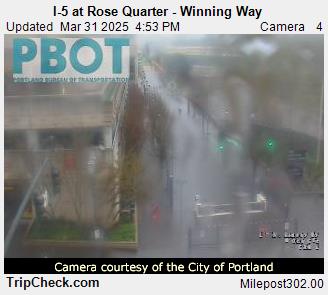 I-5 at Rose Quarter - Winning Way
Updated Mar 31 2025 4:53 PM Camera 4
PBOT
PORTLAND BUREAU OF TRANSPORTATION
Camera courtesy of the City of Portland
TripCheck.com Milepost302.00